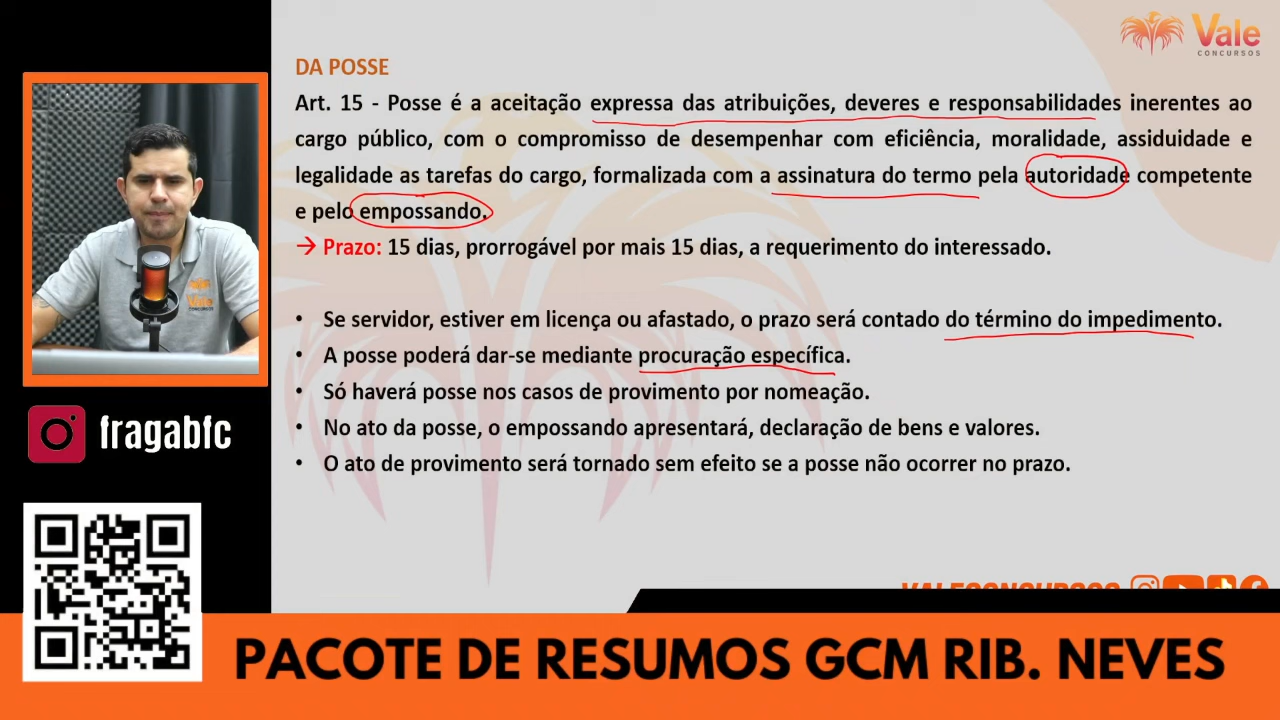 Vale
CONCURSOS
DA POSSE
Art. 15 - Posse é a aceitação expressa das atribuições, deveres e responsabilidades inerentes ao
cargo público, com o compromisso de desempenhar com eficiência, moralidade, assiduidade e
legalidade as tarefas do cargo, formalizada com a assinatura do termo pela autoridade competente
e pelo empossando.
→ Prazo: 15 dias, prorrogável por mais 15 dias, a requerimento do interessado.
• Se servidor, estiver em licença ou afastado, o prazo será contado do término do impedimento.
• A posse poderá dar-se mediante procuração específica.
• Só haverá posse nos casos de provimento por nomeação.
• No ato da posse, o empossando apresentará, declaração de bens e valores.
• O ato de provimento será tornado sem efeito se a posse não ocorrer no prazo.
Vale
CONCURSOS
fragabfc
VALECONCURSOS
PACOTE DE RESUMOS GCM RIB. NEVES